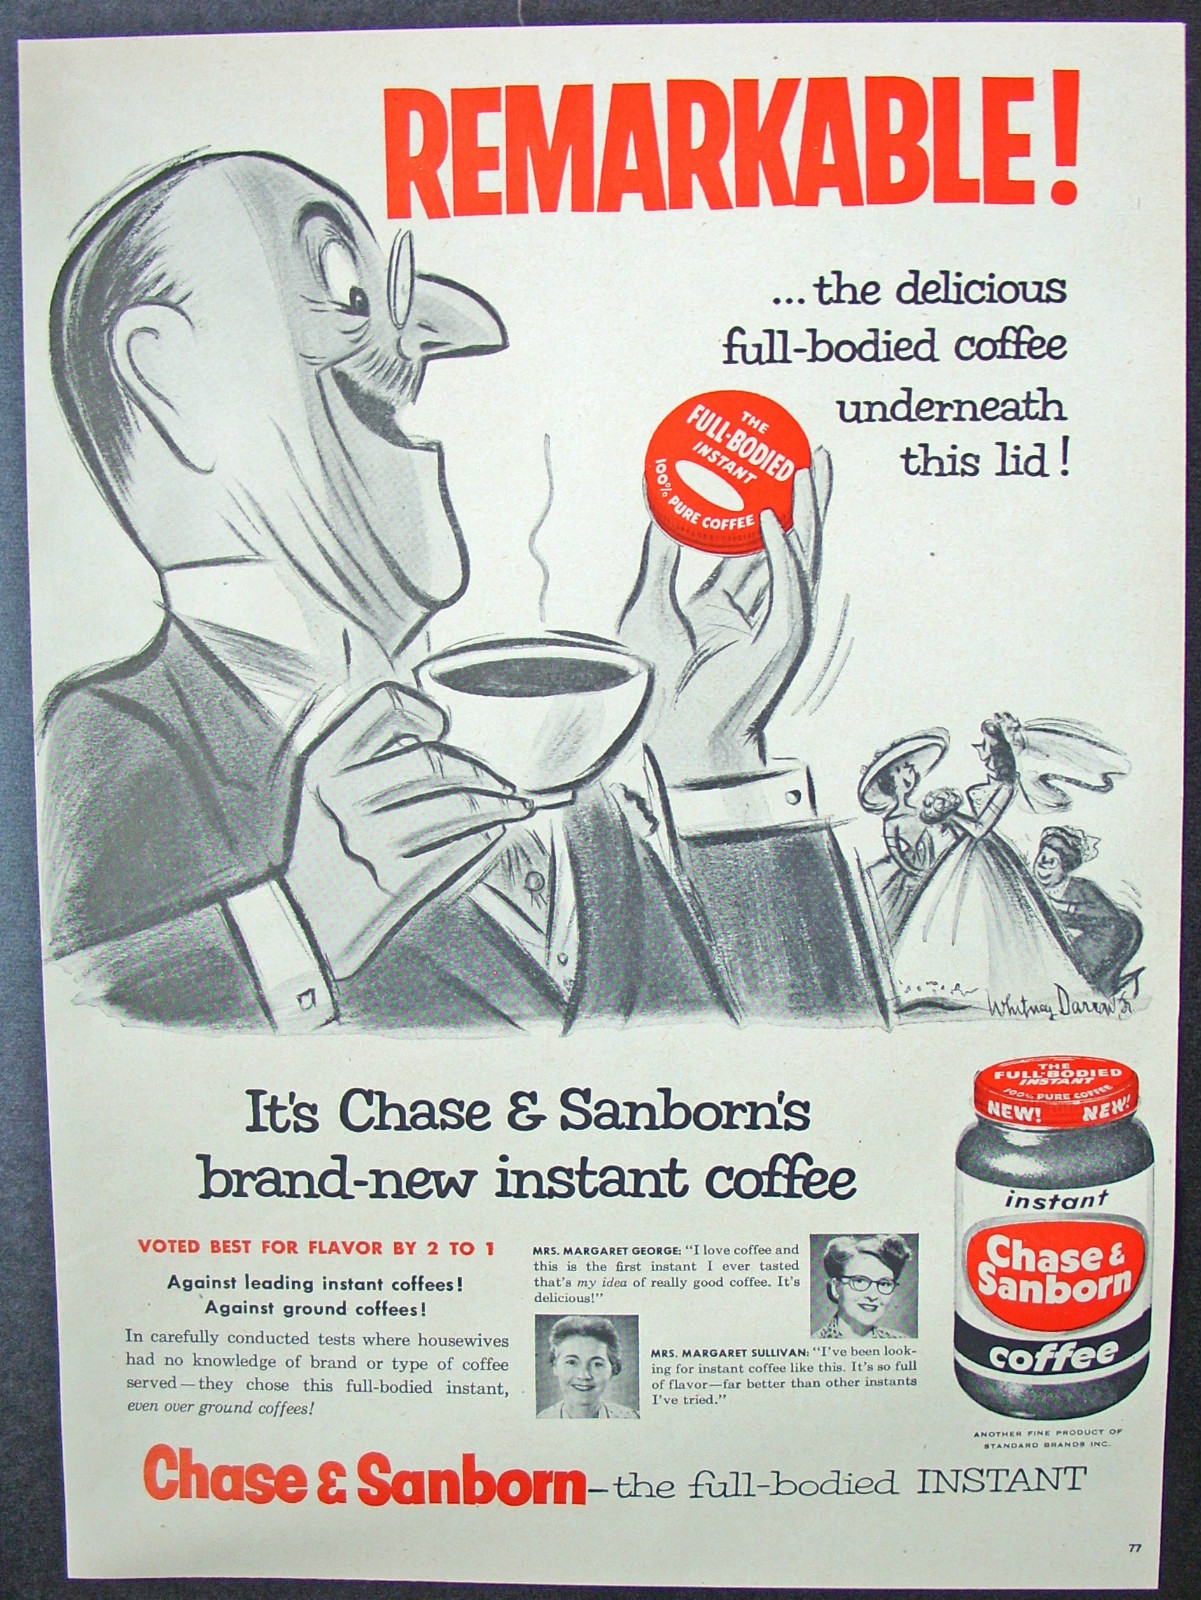 REMARKABLE!
...the delicious
full-bodied coffee
underneath
this lid!
THE
FULL-BODIED
INSTANT
100% PURE COFFEE
Whitney Darrow Jr
It's Chase & Sanborn's
brand-new instant coffee
THE
FULL-BODIED
INSTANT
100% PURE COFFEE
NEW! NEW!
instant
Chase &
Sanborn
coffee
ANOTHER FINE PRODUCT OF
STANDARD BRANDS INC.
VOTED BEST FOR FLAVOR BY 2 TO 1
Against leading instant coffees!
Against ground coffees!
In carefully conducted tests where housewives
had no knowledge of brand or type of coffee
served—they chose this full-bodied instant,
even over ground coffees!
MRS. MARGARET GEORGE: "I love coffee and
this is the first instant I ever tasted
that's my idea of really good coffee. It's
delicious!"
MRS. MARGARET SULLIVAN: "I've been look-
ing for instant coffee like this. It's so full
of flavor—far better than other instants
I've tried."
Chase & Sanborn—the full-bodied INSTANT
77